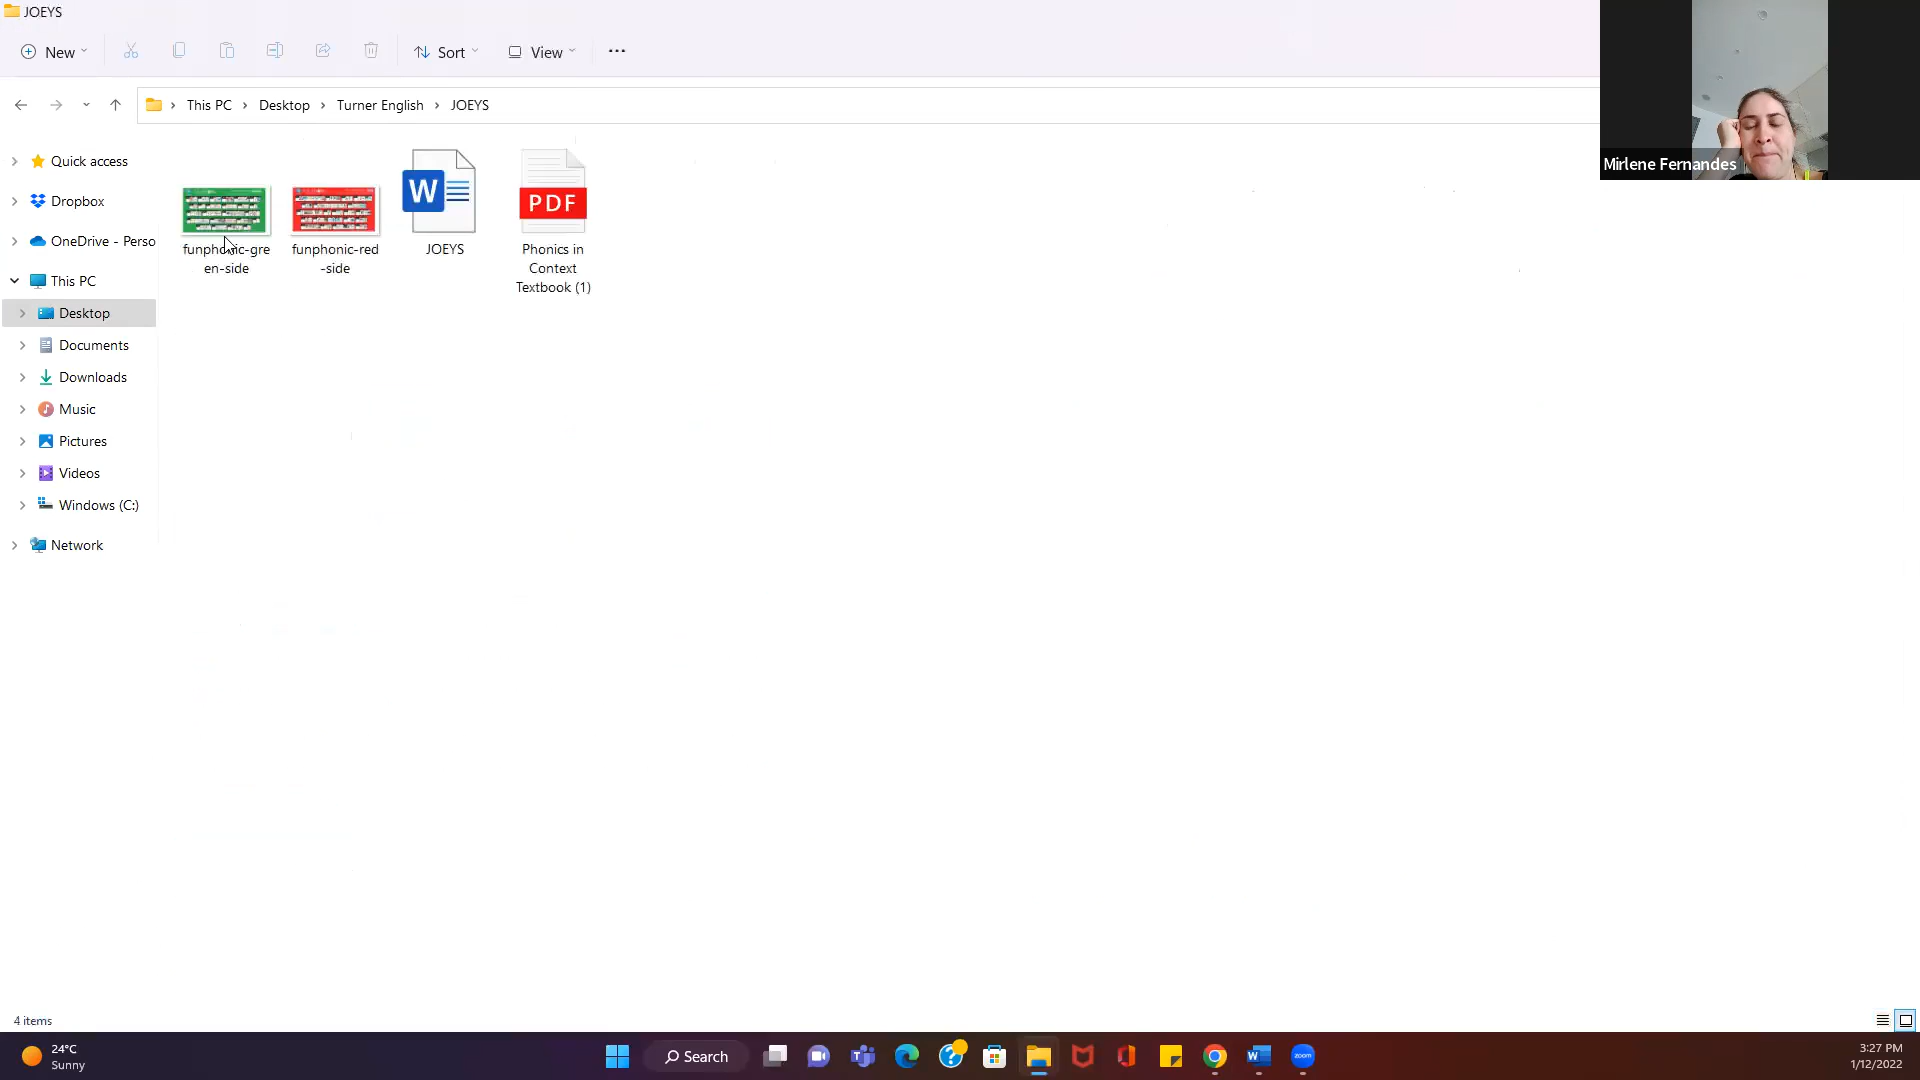 JOEYS
New
Sort
View
This PC
Desktop
Turner English
JOEYS
Mirlene Fernandes
Quick access
Dropbox
OneDrive - Perso
This PC
Desktop
Documents
Downloads
Music
Pictures
Videos
Windows (C:)
Network
funphonic-gre
en-side
funphonic-red
-side
W
JOEYS
PDF
Phonics in
Context
Textbook (1)
4 items
24°C
Sunny
Search
W
zoom
3:27 PM
1/12/2022